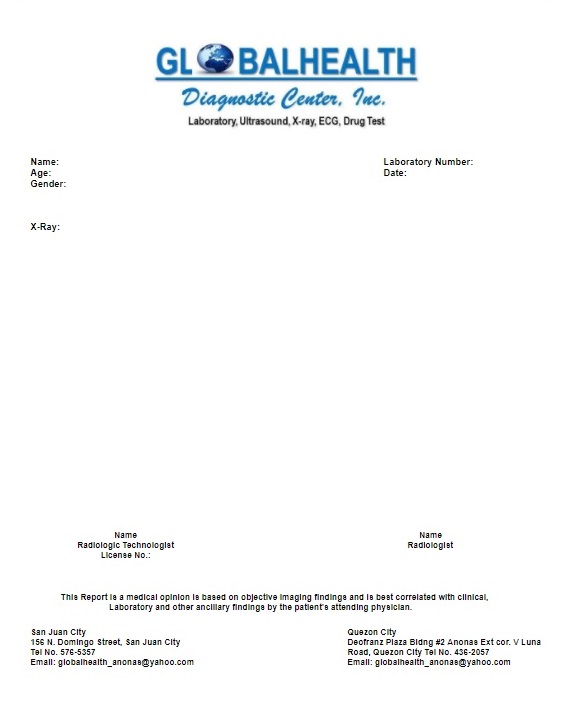 GLOBALHEALTH
Diagnostic Center, Inc.
Laboratory, Ultrasound, X-ray, ECG, Drug Test
Name:
Laboratory Number:
Age:
Date:
Gender:
X-Ray:
Name
Radiologic Technologist
License No.:
Name
Radiologist
This Report is a medical opinion is based on objective imaging findings and is best correlated with clinical,
Laboratory and other ancillary findings by the patient's attending physician.
San Juan City
156 N. Domingo Street, San Juan City
Tel No. 576-5357
Email: globalhealth_anonas@yahoo.com
Quezon City
Deofranz Plaza Bldng #2 Anonas Ext cor. V Luna
Road, Quezon City Tel No. 436-2057
Email: globalhealth_anonas@yahoo.com